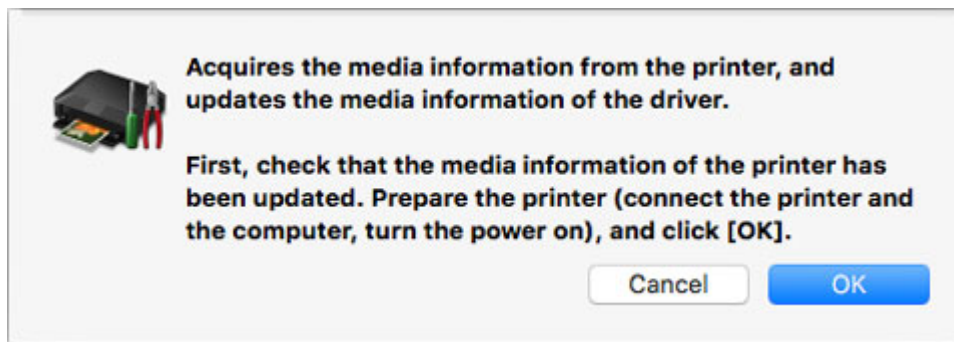 Acquires the media information from the printer, and
updates the media information of the driver.
First, check that the media information of the printer has
been updated. Prepare the printer (connect the printer and
the computer, turn the power on), and click [OK].
Cancel
OK